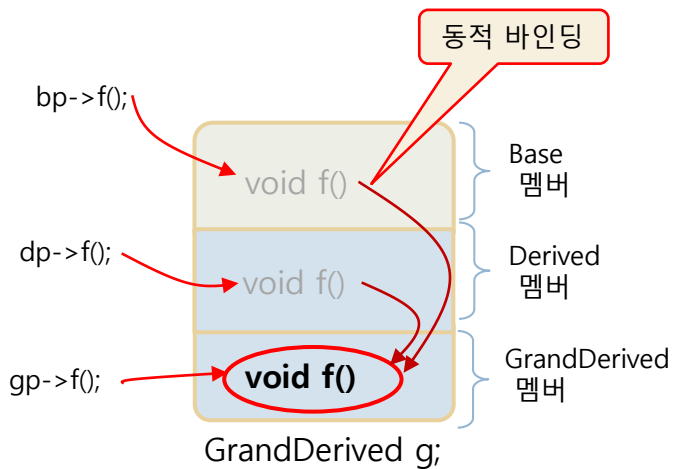 동적 바인딩
bp->f();
void f()
Base
멤버
dp->f();
void f()
Derived
멤버
gp->f();
void f()
GrandDerived
멤버
GrandDerived g;